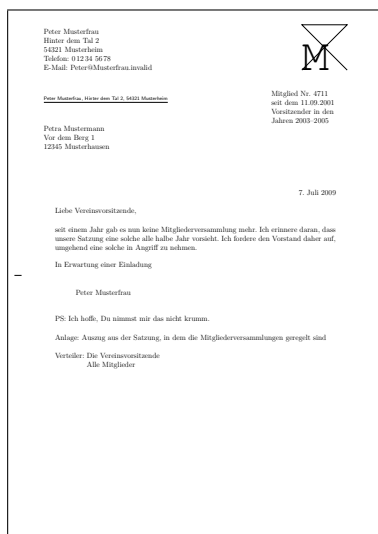 Peter Musterfrau
Hinter dem Tal 2
54321 Musterheim
Telefon: 0 12 34 56 78
E-Mail: Peter@Musterfrau.invalid
M
Peter Musterfrau, Hinter dem Tal 2, 54321 Musterheim
Mitglied Nr. 4711
seit dem 11.09.2001
Vorsitzender in den
Jahren 2003–2005
Petra Mustermann
Vor dem Berg 1
12345 Musterhausen
7. Juli 2009
Liebe Vereinsvorsitzende,
seit einem Jahr gab es nun keine Mitgliederversammlung mehr. Ich erinnere daran, dass
unsere Satzung eine solche alle halbe Jahr vorsieht. Ich fordere den Vorstand daher auf,
umgehend eine solche in Angriff zu nehmen.
In Erwartung einer Einladung
Peter Musterfrau
PS: Ich hoffe, Du nimmst mir das nicht krumm.
Anlage: Auszug aus der Satzung, in dem die Mitgliederversammlungen geregelt sind
Verteiler: Die Vereinsvorsitzende
Alle Mitglieder